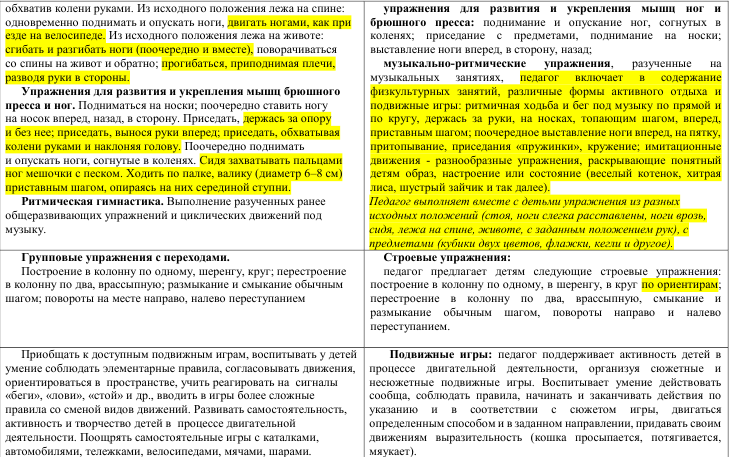 обхватив колени руками. Из исходного положения лежа на спине:
одновременно поднимать и опускать ноги, двигать ногами, как при
езде на велосипеде. Из исходного положения лежа на животе:
сгибать и разгибать ноги (поочередно и вместе), поворачиваться
со спины на живот и обратно; прогибаться, приподнимая плечи,
разводя руки в стороны.
Упражнения для развития и укрепления мышц брюшного
пресса и ног. Подниматься на носки; поочередно ставить ногу
на носок вперед, назад, в сторону. Приседать, держась за опору
и без нее; приседать, вынося руки вперед; приседать, обхватывая
колени руками и наклоняя голову. Поочередно поднимать
и опускать ноги, согнутые в коленях. Сидя захватывать пальцами
ног мешочки с песком. Ходить по палке, валику (диаметр 6–8 см)
приставным шагом, опираясь на них серединой ступни.
Ритмическая гимнастика. Выполнение разученных ранее
общеразвивающих упражнений и циклических движений под
музыку.
упражнения для развития и укрепления мышц ног и
брюшного пресса: поднимание и опускание ног, согнутых в
коленях; приседание с предметами, поднимание на носки;
выставление ноги вперед, в сторону, назад;
музыкально-ритмические упражнения, разученные на
музыкальных занятиях, педагог включает в содержание
физкультурных занятий, различные формы активного отдыха и
подвижные игры: ритмичная ходьба и бег под музыку по прямой и
по кругу, держась за руки, на носках, топающим шагом, вперед,
приставным шагом; поочередное выставление ноги вперед, на пятку,
притопывание, приседания «пружинки», кружение; имитационные
движения - разнообразные упражнения, раскрывающие понятный
детям образ, настроение или состояние (веселый котенок, хитрая
лиса, шустрый зайчик и так далее).
Педагог выполняет вместе с детьми упражнения из разных
исходных положений (стоя, ноги слегка расставлены, ноги врозь,
сидя, лежа на спине, животе, с заданным положением рук), с
предметами (кубики двух цветов, флажки, кегли и другое).
Групповые упражнения с переходами.
Построение в колонну по одному, шеренгу, круг; перестроение
в колонну по два, врассыпную; размыкание и смыкание обычным
шагом; повороты на месте направо, налево переступанием
Строевые упражнения:
педагог предлагает детям следующие строевые упражнения:
построение в колонну по одному, в шеренгу, в круг по ориентирам;
перестроение в колонну по два, врассыпную, смыкание и
размыкание обычным шагом, повороты направо и налево
переступанием.
Приобщать к доступным подвижным играм, воспитывать у детей
умение соблюдать элементарные правила, согласовывать движения,
ориентироваться в пространстве, учить реагировать на сигналы
«беги», «лови», «стой» и др., вводить в игры более сложные
правила со сменой видов движений. Развивать самостоятельность,
активность и творчество детей в процессе двигательной
деятельности. Поощрять самостоятельные игры с каталками,
автомобилями, тележками, велосипедами, мячами, шарами.
Подвижные игры: педагог поддерживает активность детей в
процессе двигательной деятельности, организуя сюжетные и
несюжетные подвижные игры. Воспитывает умение действовать
сообща, соблюдать правила, начинать и заканчивать действия по
указанию и в соответствии с сюжетом игры, двигаться
определенным способом и в заданном направлении, придавать своим
движениям выразительность (кошка просыпается, потягивается,
мяукает).